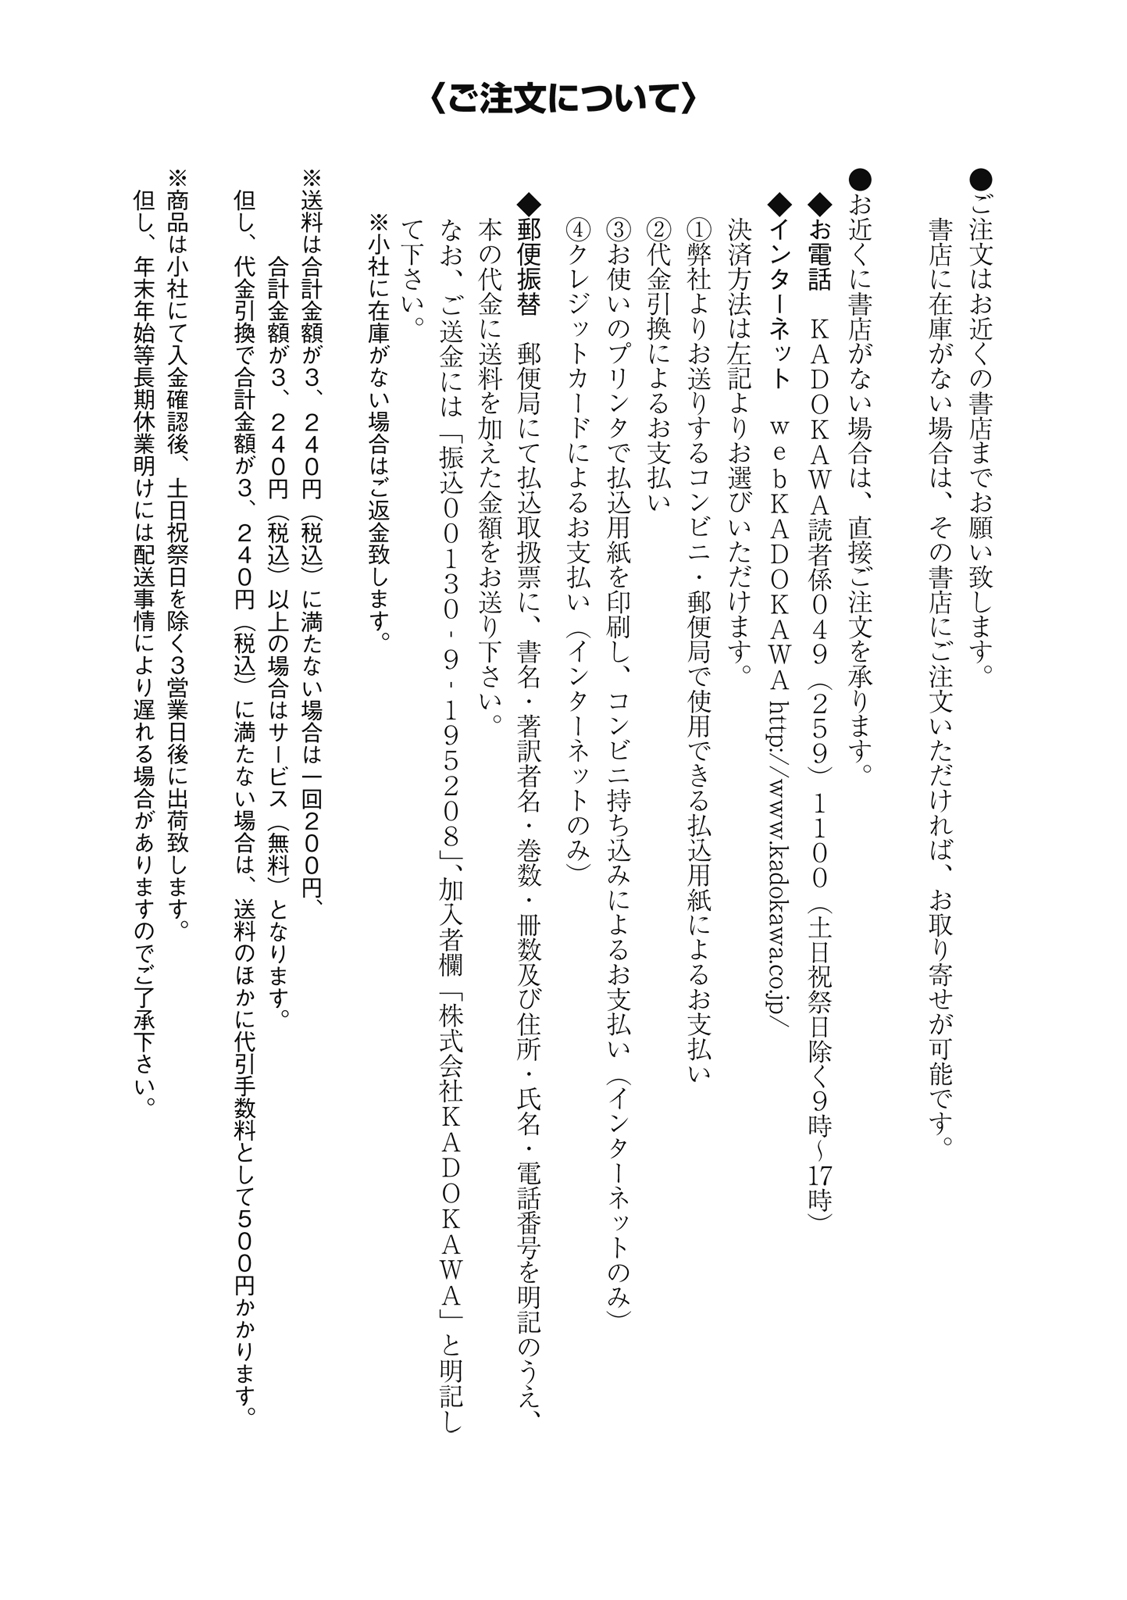 〈ご注文について〉
●ご注文はお近くの書店までお願い致します。
書店に在庫がない場合は、その書店にご注文いただければ、お取り寄せが可能です。
●お近くに書店がない場合は、直接ご注文を承ります。
◆お電話　ＫＡＤＯＫＡＷＡ読者係０４９（２５９）１１００（土日祝祭日除く９時～17時）
◆インターネット　ｗｅｂＫＡＤＯＫＡＷＡ http://www.kadokawa.co.jp/
決済方法は左記よりお選びいただけます。
①弊社よりお送りするコンビニ・郵便局で使用できる払込用紙によるお支払い
②代金引換によるお支払い
③お使いのプリンタで払込用紙を印刷し、コンビニ持ち込みによるお支払い（インターネットのみ）
④クレジットカードによるお支払い（インターネットのみ）
◆郵便振替　郵便局にて払込取扱票に、書名・著訳者名・巻数・冊数及び住所・氏名・電話番号を明記のうえ、
本の代金に送料を加えた金額をお送り下さい。
なお、ご送金には「振込００１３０-９-１９５２０８」、加入者欄「株式会社ＫＡＤＯＫＡＷＡ」と明記し
て下さい。
※小社に在庫がない場合はご返金致します。
※送料は合計金額が３、２４０円（税込）に満たない場合は一回２００円、
合計金額が３、２４０円（税込）以上の場合はサービス（無料）となります。
但し、代金引換で合計金額が３、２４０円（税込）に満たない場合は、送料のほかに代引手数料として５００円かかります。
※商品は小社にて入金確認後、土日祝祭日を除く３営業日後に出荷致します。
但し、年末年始等長期休業明けには配送事情により遅れる場合がありますのでご了承下さい。